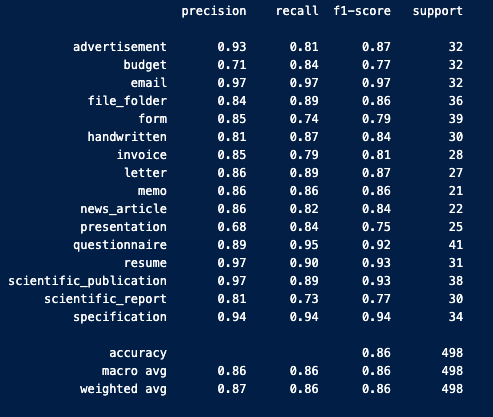 precision recall f1-score support
advertisement 0.93 0.81 0.87 32
budget 0.71 0.84 0.77 32
email 0.97 0.97 0.97 32
file_folder 0.84 0.89 0.86 36
form 0.85 0.74 0.79 39
handwritten 0.81 0.87 0.84 30
invoice 0.85 0.79 0.81 28
letter 0.86 0.89 0.87 27
memo 0.86 0.86 0.86 21
news_article 0.86 0.82 0.84 22
presentation 0.68 0.84 0.75 25
questionnaire 0.89 0.95 0.92 41
resume 0.97 0.90 0.93 31
scientific_publication 0.97 0.89 0.93 38
scientific_report 0.81 0.73 0.77 30
specification 0.94 0.94 0.94 34
accuracy 0.86 498
macro avg 0.86 0.86 0.86 498
weighted avg 0.87 0.86 0.86 498